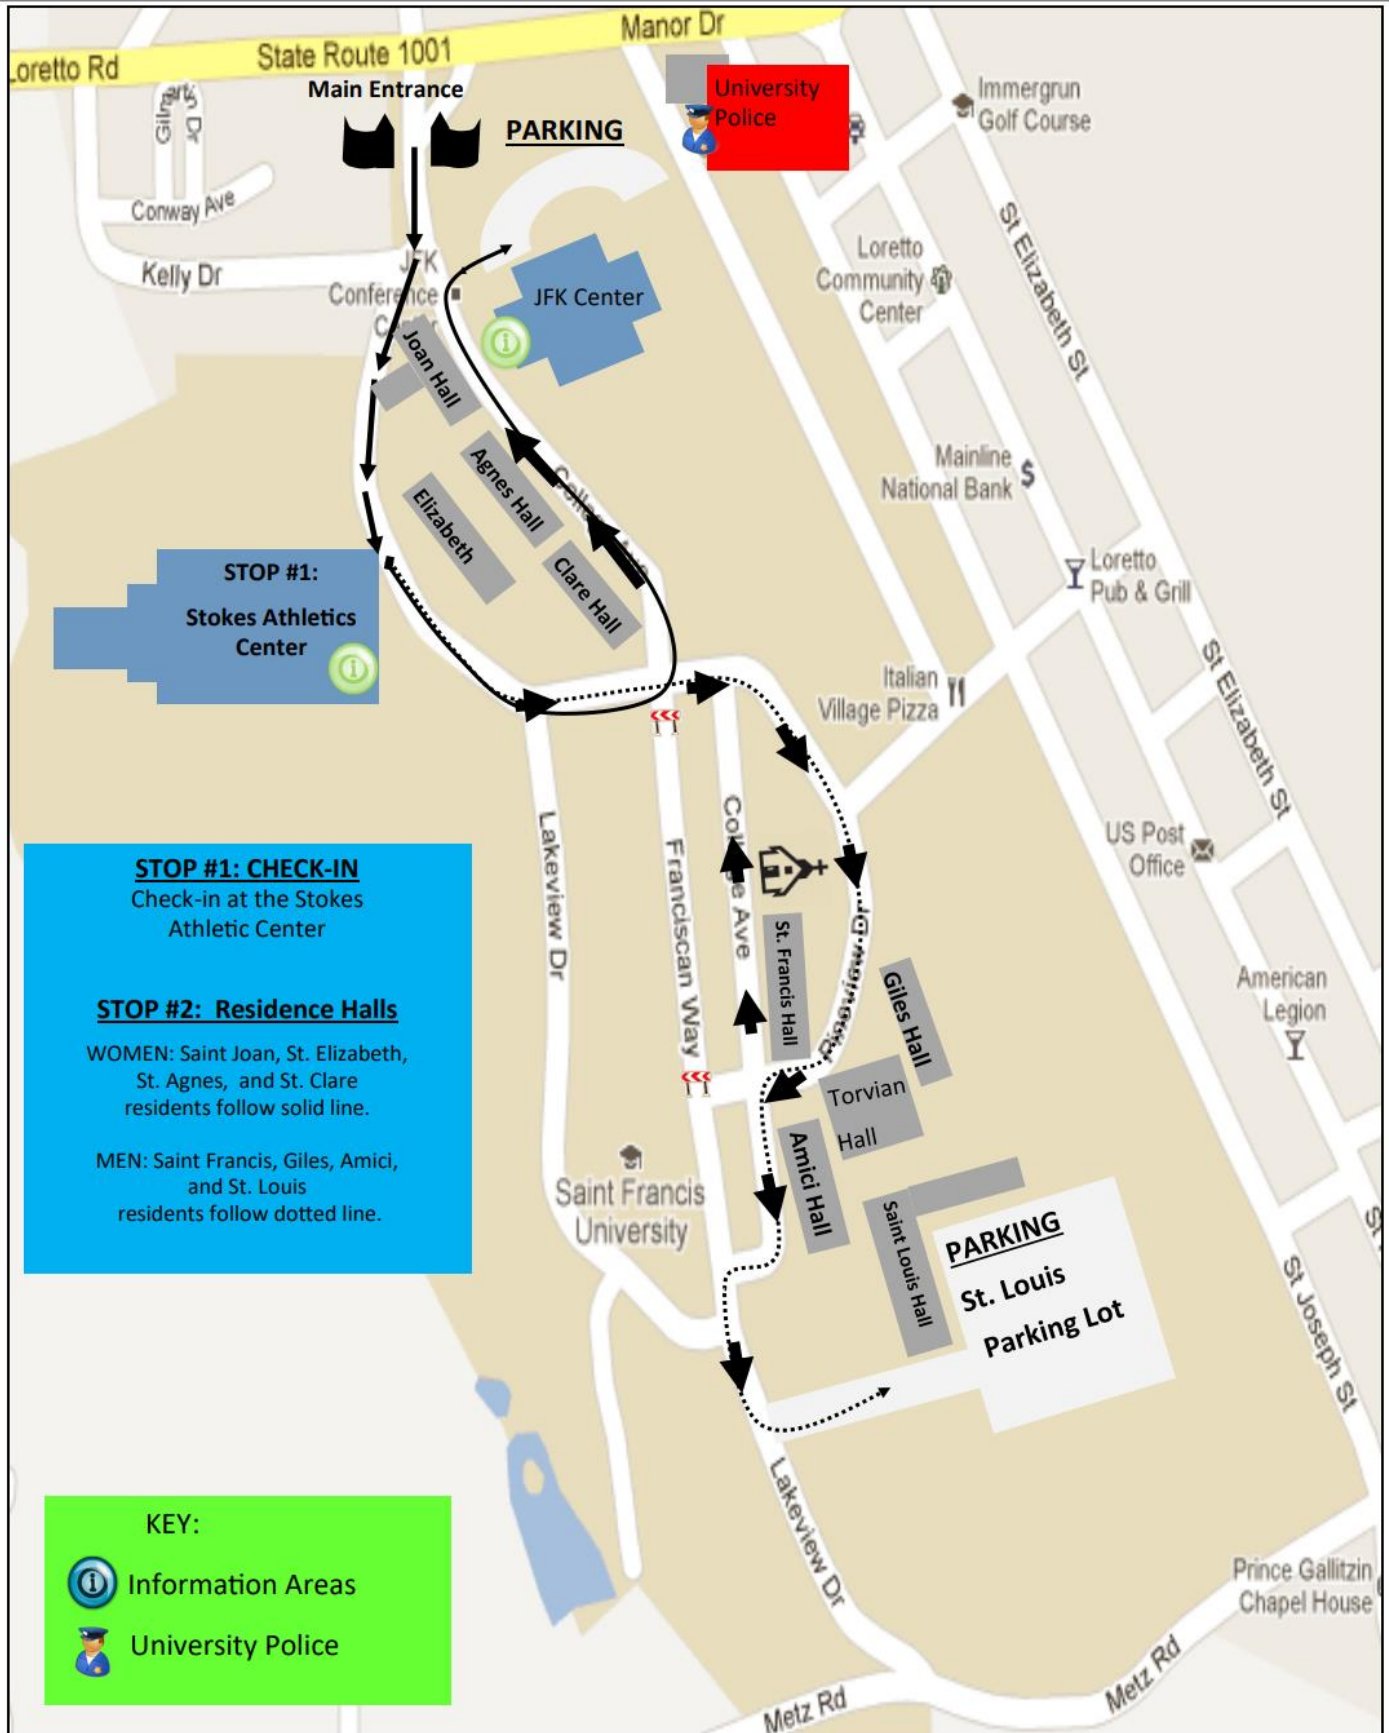 Manor Dr
State Route 1001
Loretto Rd
Main Entrance
PARKING
University
Police
Immergrun
Golf Course
Gilmartin Dr
Conway Ave
Kelly Dr
JFK
Conference
Center
JFK Center
Loretto
Community
Center
St Elizabeth St
Joan Hall
Agnes Hall
Elizabeth
Clare Hall
College Ave
Mainline
National Bank
$
Loretto
Pub & Grill
STOP #1:
Stokes Athletics
Center
Italian
Village Pizza
St Elizabeth St
Lakeview Dr
Franciscan Way
College Ave
US Post
Office
St. Francis Hall
Giles Hall
Torvian
Hall
Amici Hall
American
Legion
STOP #1: CHECK-IN
Check-in at the Stokes
Athletic Center
STOP #2: Residence Halls
WOMEN: Saint Joan, St. Elizabeth,
St. Agnes, and St. Clare
residents follow solid line.
MEN: Saint Francis, Giles, Amici,
and St. Louis
residents follow dotted line.
Saint Francis
University
Saint Louis Hall
PARKING
St. Louis
Parking Lot
St Joseph St
Lakeview Dr
KEY:
Information Areas
University Police
Prince Gallitzin
Chapel House
Metz Rd
Metz Rd